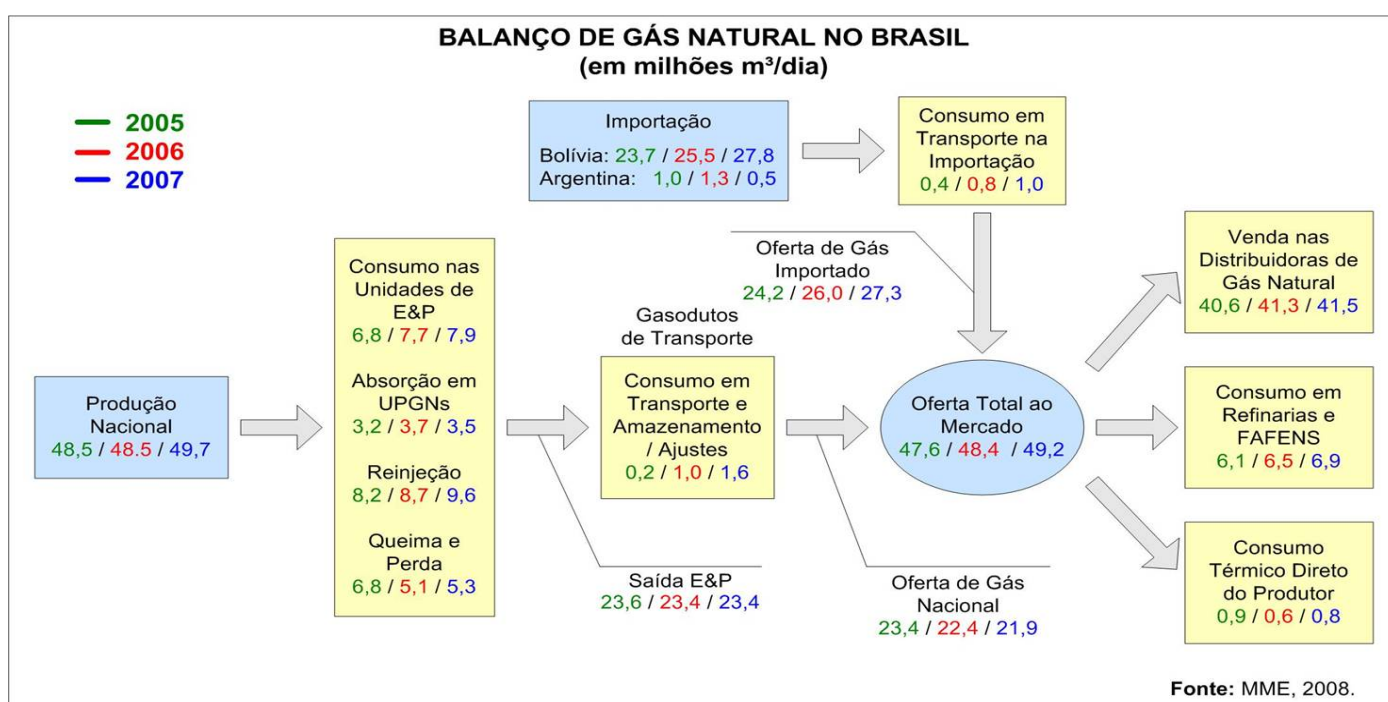 BALANÇO DE GÁS NATURAL NO BRASIL
(em milhões m³/dia)
2005
2006
2007
Importação
Bolívia: 23,7 / 25,5 / 27,8
Argentina: 1,0 / 1,3 / 0,5
Consumo em
Transporte na
Importação
0,4 / 0,8 / 1,0
Oferta de Gás
Importado
24,2 / 26,0 / 27,3
Produção
Nacional
48,5 / 48.5 / 49,7
Consumo nas
Unidades de
E&P
6,8 / 7,7 / 7,9
Absorção em
UPGNs
3,2 / 3,7 / 3,5
Reinjeção
8,2 / 8,7 / 9,6
Queima e
Perda
6,8 / 5,1 / 5,3
Saída E&P
23,6 / 23,4 / 23,4
Gasodutos
de Transporte
Consumo em
Transporte e
Amazenamento
/ Ajustes
0,2 / 1,0 / 1,6
Oferta de Gás
Nacional
23,4 / 22,4 / 21,9
Oferta Total ao
Mercado
47,6 / 48,4 / 49,2
Venda nas
Distribuidoras de
Gás Natural
40,6 / 41,3 / 41,5
Consumo em
Refinarias e
FAFENS
6,1 / 6,5 / 6,9
Consumo
Térmico Direto
do Produtor
0,9 / 0,6 / 0,8
Fonte: MME, 2008.